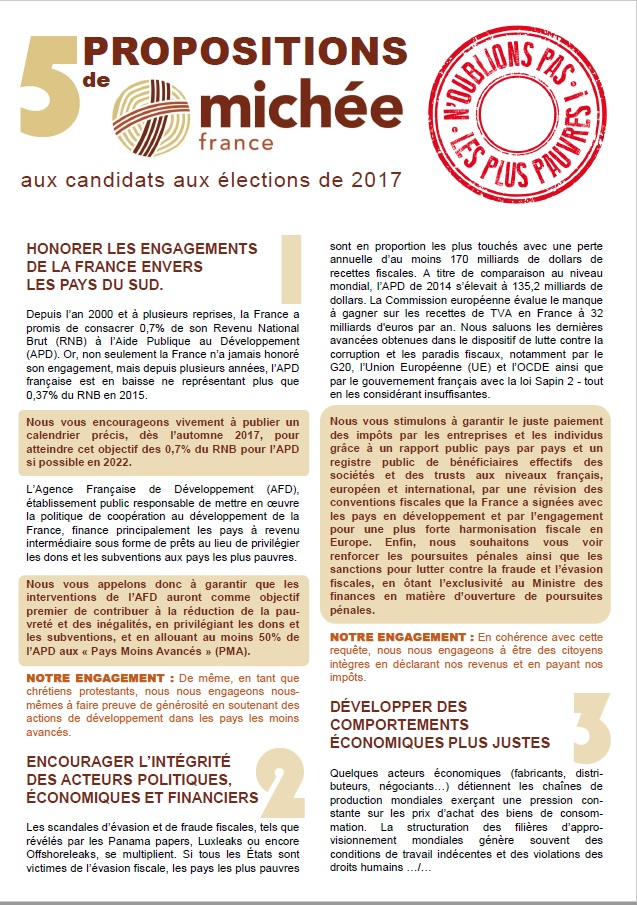 5 PROPOSITIONS
de
michée
france
aux candidats aux élections de 2017
N'OUBLIONS PAS
LES PLUS PAUVRES !
1
HONORER LES ENGAGEMENTS
DE LA FRANCE ENVERS
LES PAYS DU SUD.
Depuis l'an 2000 et à plusieurs reprises, la France a
promis de consacrer 0,7% de son Revenu National
Brut (RNB) à l'Aide Publique au Développement
(APD). Or, non seulement la France n'a jamais honoré
son engagement, mais depuis plusieurs années, l'APD
française est en baisse ne représentant plus que
0,37% du RNB en 2015.
Nous vous encourageons vivement à publier un
calendrier précis, dès l'automne 2017, pour
atteindre cet objectif des 0,7% du RNB pour l'APD
si possible en 2022.
L'Agence Française de Développement (AFD),
établissement public responsable de mettre en œuvre
la politique de coopération au développement de la
France, finance principalement les pays à revenu
intermédiaire sous forme de prêts au lieu de privilégier
les dons et les subventions aux pays les plus pauvres.
Nous vous appelons donc à garantir que les
interventions de l'AFD auront comme objectif
premier de contribuer à la réduction de la pau-
vreté et des inégalités, en privilégiant les dons et
les subventions, et en allouant au moins 50% de
l'APD aux « Pays Moins Avancés » (PMA).
NOTRE ENGAGEMENT : De même, en tant que
chrétiens protestants, nous nous engageons nous-
mêmes à faire preuve de générosité en soutenant des
actions de développement dans les pays les moins
avancés.
2
ENCOURAGER L'INTÉGRITÉ
DES ACTEURS POLITIQUES,
ÉCONOMIQUES ET FINANCIERS
Les scandales d'évasion et de fraude fiscales, tels que
révélés par les Panama papers, Luxleaks ou encore
Offshoreleaks, se multiplient. Si tous les États sont
victimes de l'évasion fiscale, les pays les plus pauvres
sont en proportion les plus touchés avec une perte
annuelle d'au moins 170 milliards de dollars de
recettes fiscales. A titre de comparaison au niveau
mondial, l'APD de 2014 s'élevait à 135,2 milliards de
dollars. La Commission européenne évalue le manque
à gagner sur les recettes de TVA en France à 32
milliards d'euros par an. Nous saluons les dernières
avancées obtenues dans le dispositif de lutte contre la
corruption et les paradis fiscaux, notamment par le
G20, l'Union Européenne (UE) et l'OCDE ainsi que
par le gouvernement français avec la loi Sapin 2 - tout
en les considérant insuffisantes.
Nous vous stimulons à garantir le juste paiement
des impôts par les entreprises et les individus
grâce à un rapport public pays par pays et un
registre public de bénéficiaires effectifs des
sociétés et des trusts aux niveaux français,
européen et international, par une révision des
conventions fiscales que la France a signées avec
les pays en développement et par l'engagement
pour une plus forte harmonisation fiscale en
Europe. Enfin, nous souhaitons vous voir
renforcer les poursuites pénales ainsi que les
sanctions pour lutter contre la fraude et l'évasion
fiscales, en ôtant l'exclusivité au Ministre des
finances en matière d'ouverture de poursuites
pénales.
NOTRE ENGAGEMENT : En cohérence avec cette
requête, nous nous engageons à être des citoyens
intègres en déclarant nos revenus et en payant nos
impôts.
3
DÉVELOPPER DES
COMPORTEMENTS
ÉCONOMIQUES PLUS JUSTES
Quelques acteurs économiques (fabricants, distri-
buteurs, négociants…) détiennent les chaînes de
production mondiales exerçant une pression con-
stante sur les prix d'achat des biens de consom-
mation. La structuration des filières d'appro-
visionnement mondiales génère souvent des
conditions de travail indécentes et des violations des
droits humains …/…